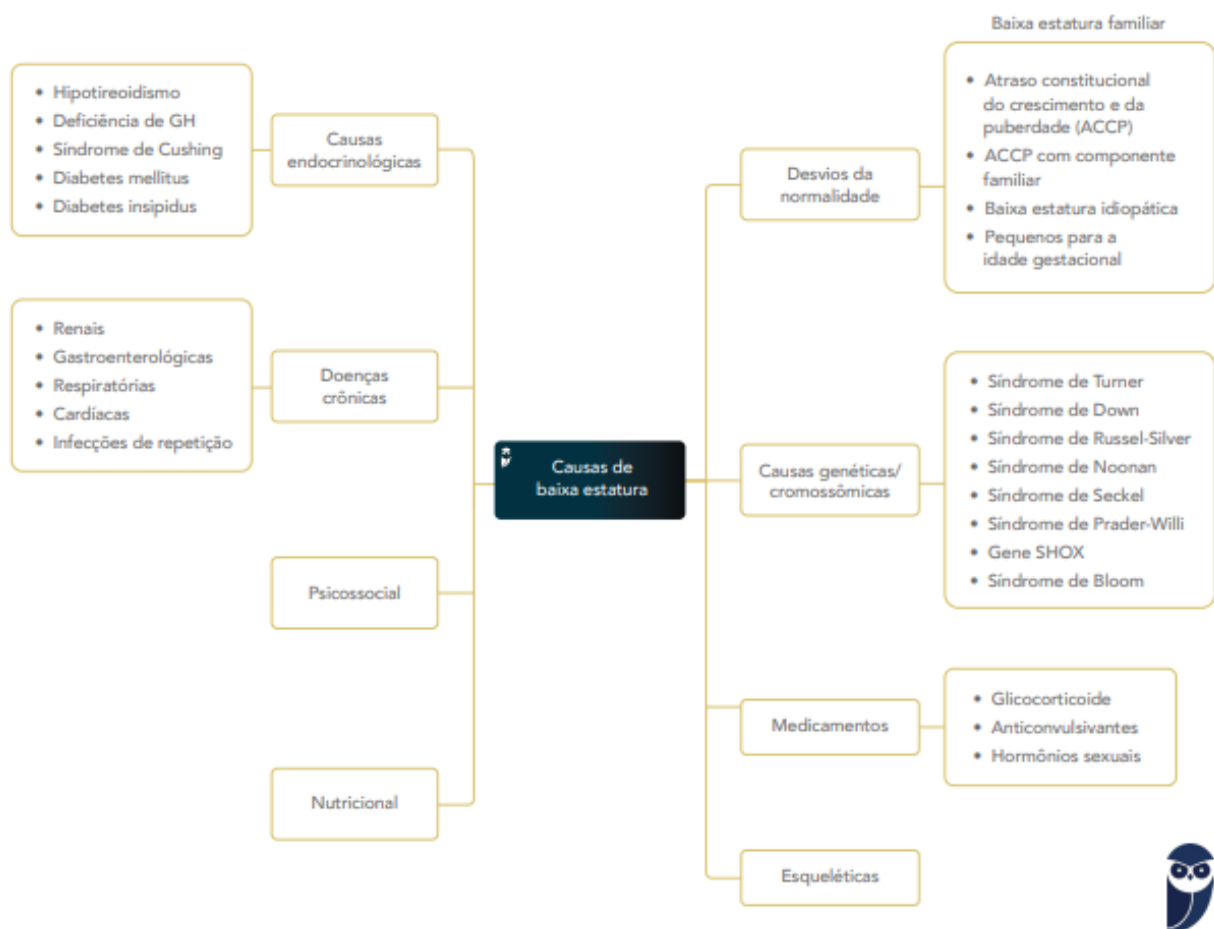 Causas de
baixa estatura
Causas
endocrinológicas
• Hipotireoidismo
• Deficiência de GH
• Síndrome de Cushing
• Diabetes mellitus
• Diabetes insipidus
Doenças
crônicas
• Renais
• Gastroenterológicas
• Respiratórias
• Cardíacas
• Infecções de repetição
Psicossocial
Nutricional
Desvios da
normalidade
Baixa estatura familiar
• Atraso constitucional
do crescimento e da
puberdade (ACCP)
• ACCP com componente
familiar
• Baixa estatura idiopática
• Pequenos para a
idade gestacional
Causas genéticas/
cromossômicas
• Síndrome de Turner
• Síndrome de Down
• Síndrome de Russel-Silver
• Síndrome de Noonan
• Síndrome de Seckel
• Síndrome de Prader-Willi
• Gene SHOX
• Síndrome de Bloom
Medicamentos
• Glicocorticoide
• Anticonvulsivantes
• Hormônios sexuais
Esqueléticas